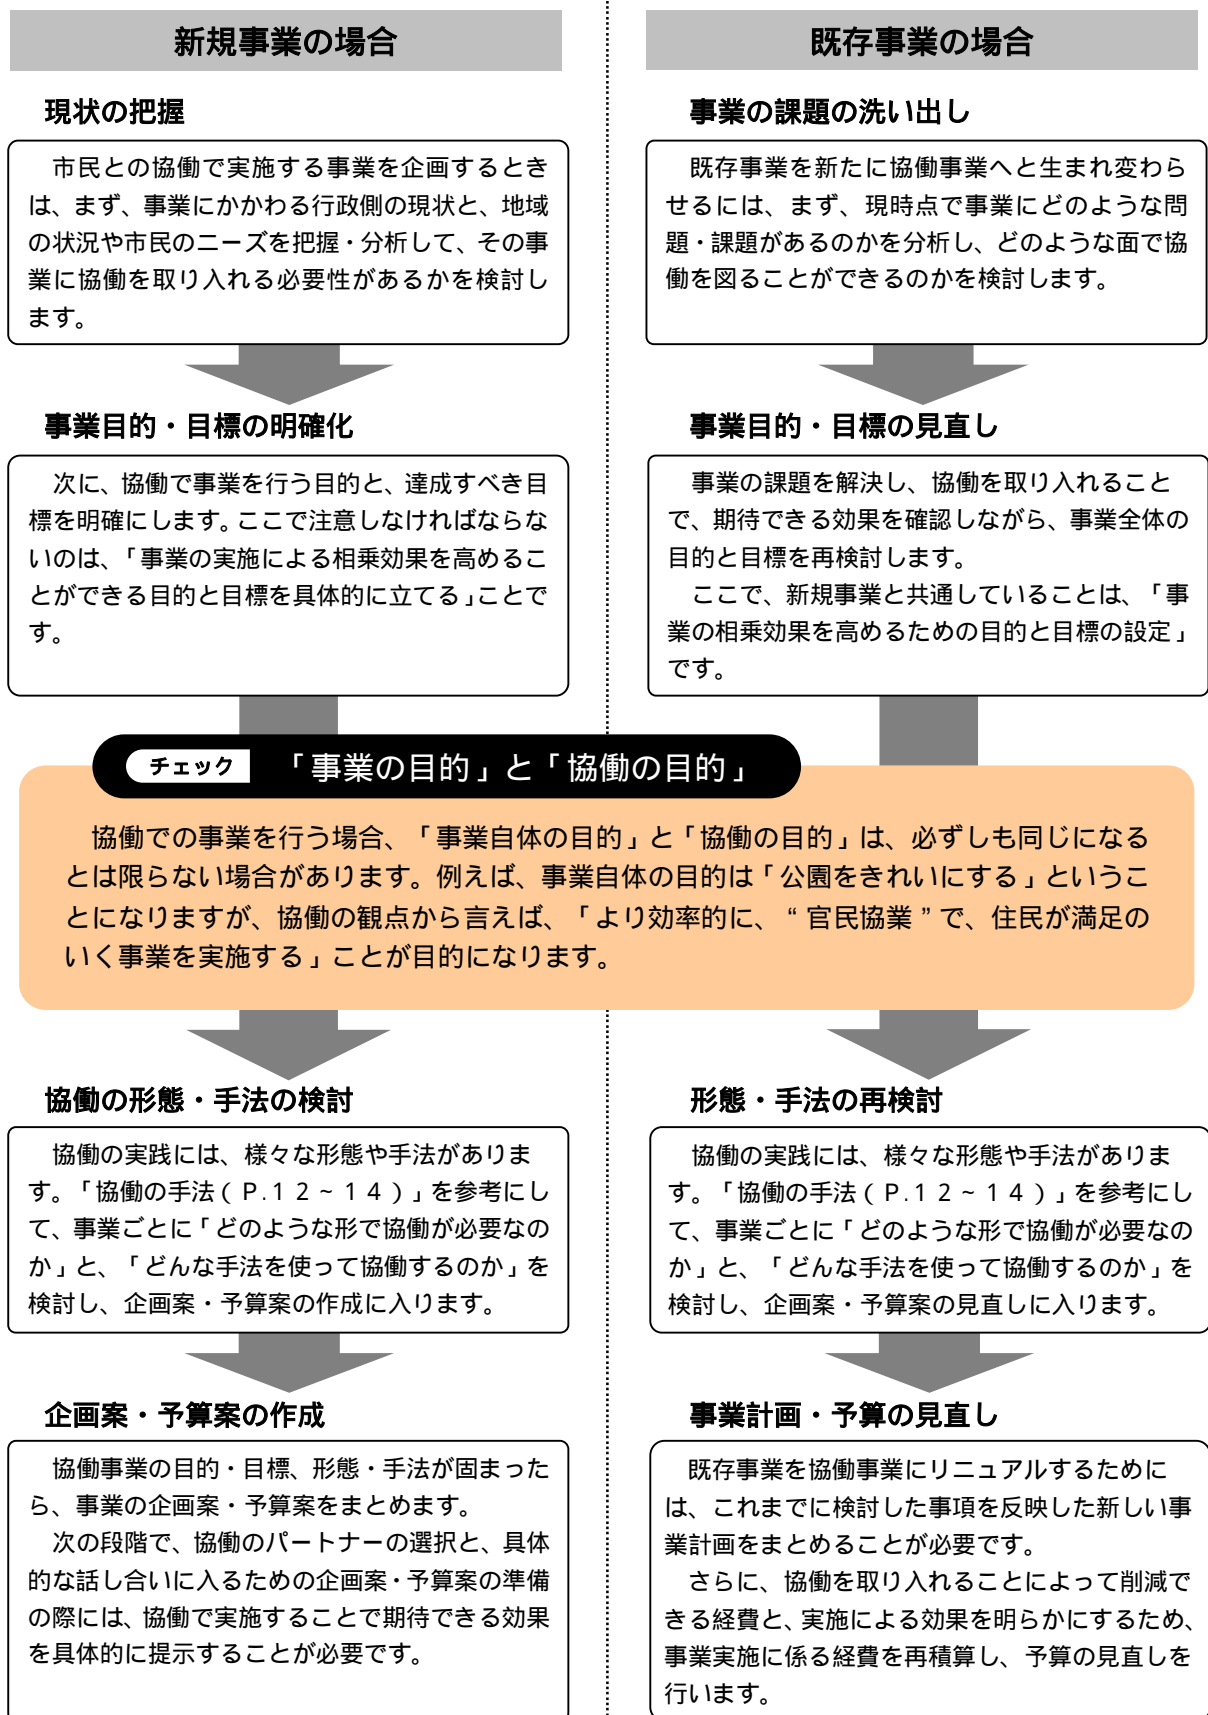 新規事業の場合
現状の把握
市民との協働で実施する事業を企画するとき
は、まず、事業にかかわる行政側の現状と、地域
の状況や市民のニーズを把握・分析して、その事
業に協働を取り入れる必要性があるかを検討し
ます。
事業目的・目標の明確化
次に、協働で事業を行う目的と、達成すべき目
標を明確にします。ここで注意しなければならな
いのは、「事業の実施による相乗効果を高めるこ
とができる目的と目標を具体的に立てる」ことで
す。
既存事業の場合
事業の課題の洗い出し
既存事業を新たに協働事業へと生まれ変わら
せるには、まず、現時点で事業にどのような問
題・課題があるのかを分析し、どのような面で協
働を図ることができるのかを検討します。
事業目的・目標の見直し
事業の課題を解決し、協働を取り入れること
で、期待できる効果を確認しながら、事業全体の
目的と目標を再検討します。
ここで、新規事業と共通していることは、「事
業の相乗効果を高めるための目的と目標の設定」
です。
チェック 「事業の目的」と「協働の目的」
協働での事業を行う場合、「事業自体の目的」と「協働の目的」は、必ずしも同じになる
とは限らない場合があります。例えば、事業自体の目的は「公園をきれいにする」というこ
とになりますが、協働の観点から言えば、「より効率的に、“官民協業”で、住民が満足の
いく事業を実施する」ことが目的になります。
協働の形態・手法の検討
協働の実践には、様々な形態や手法がありま
す。「協働の手法（P.12~14）」を参考にし
て、事業ごとに「どのような形で協働が必要なの
か」と、「どんな手法を使って協働するのか」を
検討し、企画案・予算案の作成に入ります。
企画案・予算案の作成
協働事業の目的・目標、形態・手法が固まった
ら、事業の企画案・予算案をまとめます。
次の段階で、協働のパートナーの選択と、具体
的な話し合いに入るための企画案・予算案の準備
の際には、協働で実施することで期待できる効果
を具体的に提示することが必要です。
形態・手法の再検討
協働の実践には、様々な形態や手法がありま
す。「協働の手法（P.12~14）」を参考にし
て、事業ごとに「どのような形で協働が必要なの
か」と、「どんな手法を使って協働するのか」を
検討し、企画案・予算案の見直しに入ります。
事業計画・予算の見直し
既存事業を協働事業にリニュアルするために
は、これまでに検討した事項を反映した新しい事
業計画をまとめることが必要です。
さらに、協働を取り入れることによって削減で
きる経費と、実施による効果を明らかにするため、
事業実施に係る経費を再積算し、予算の見直しを
行います。